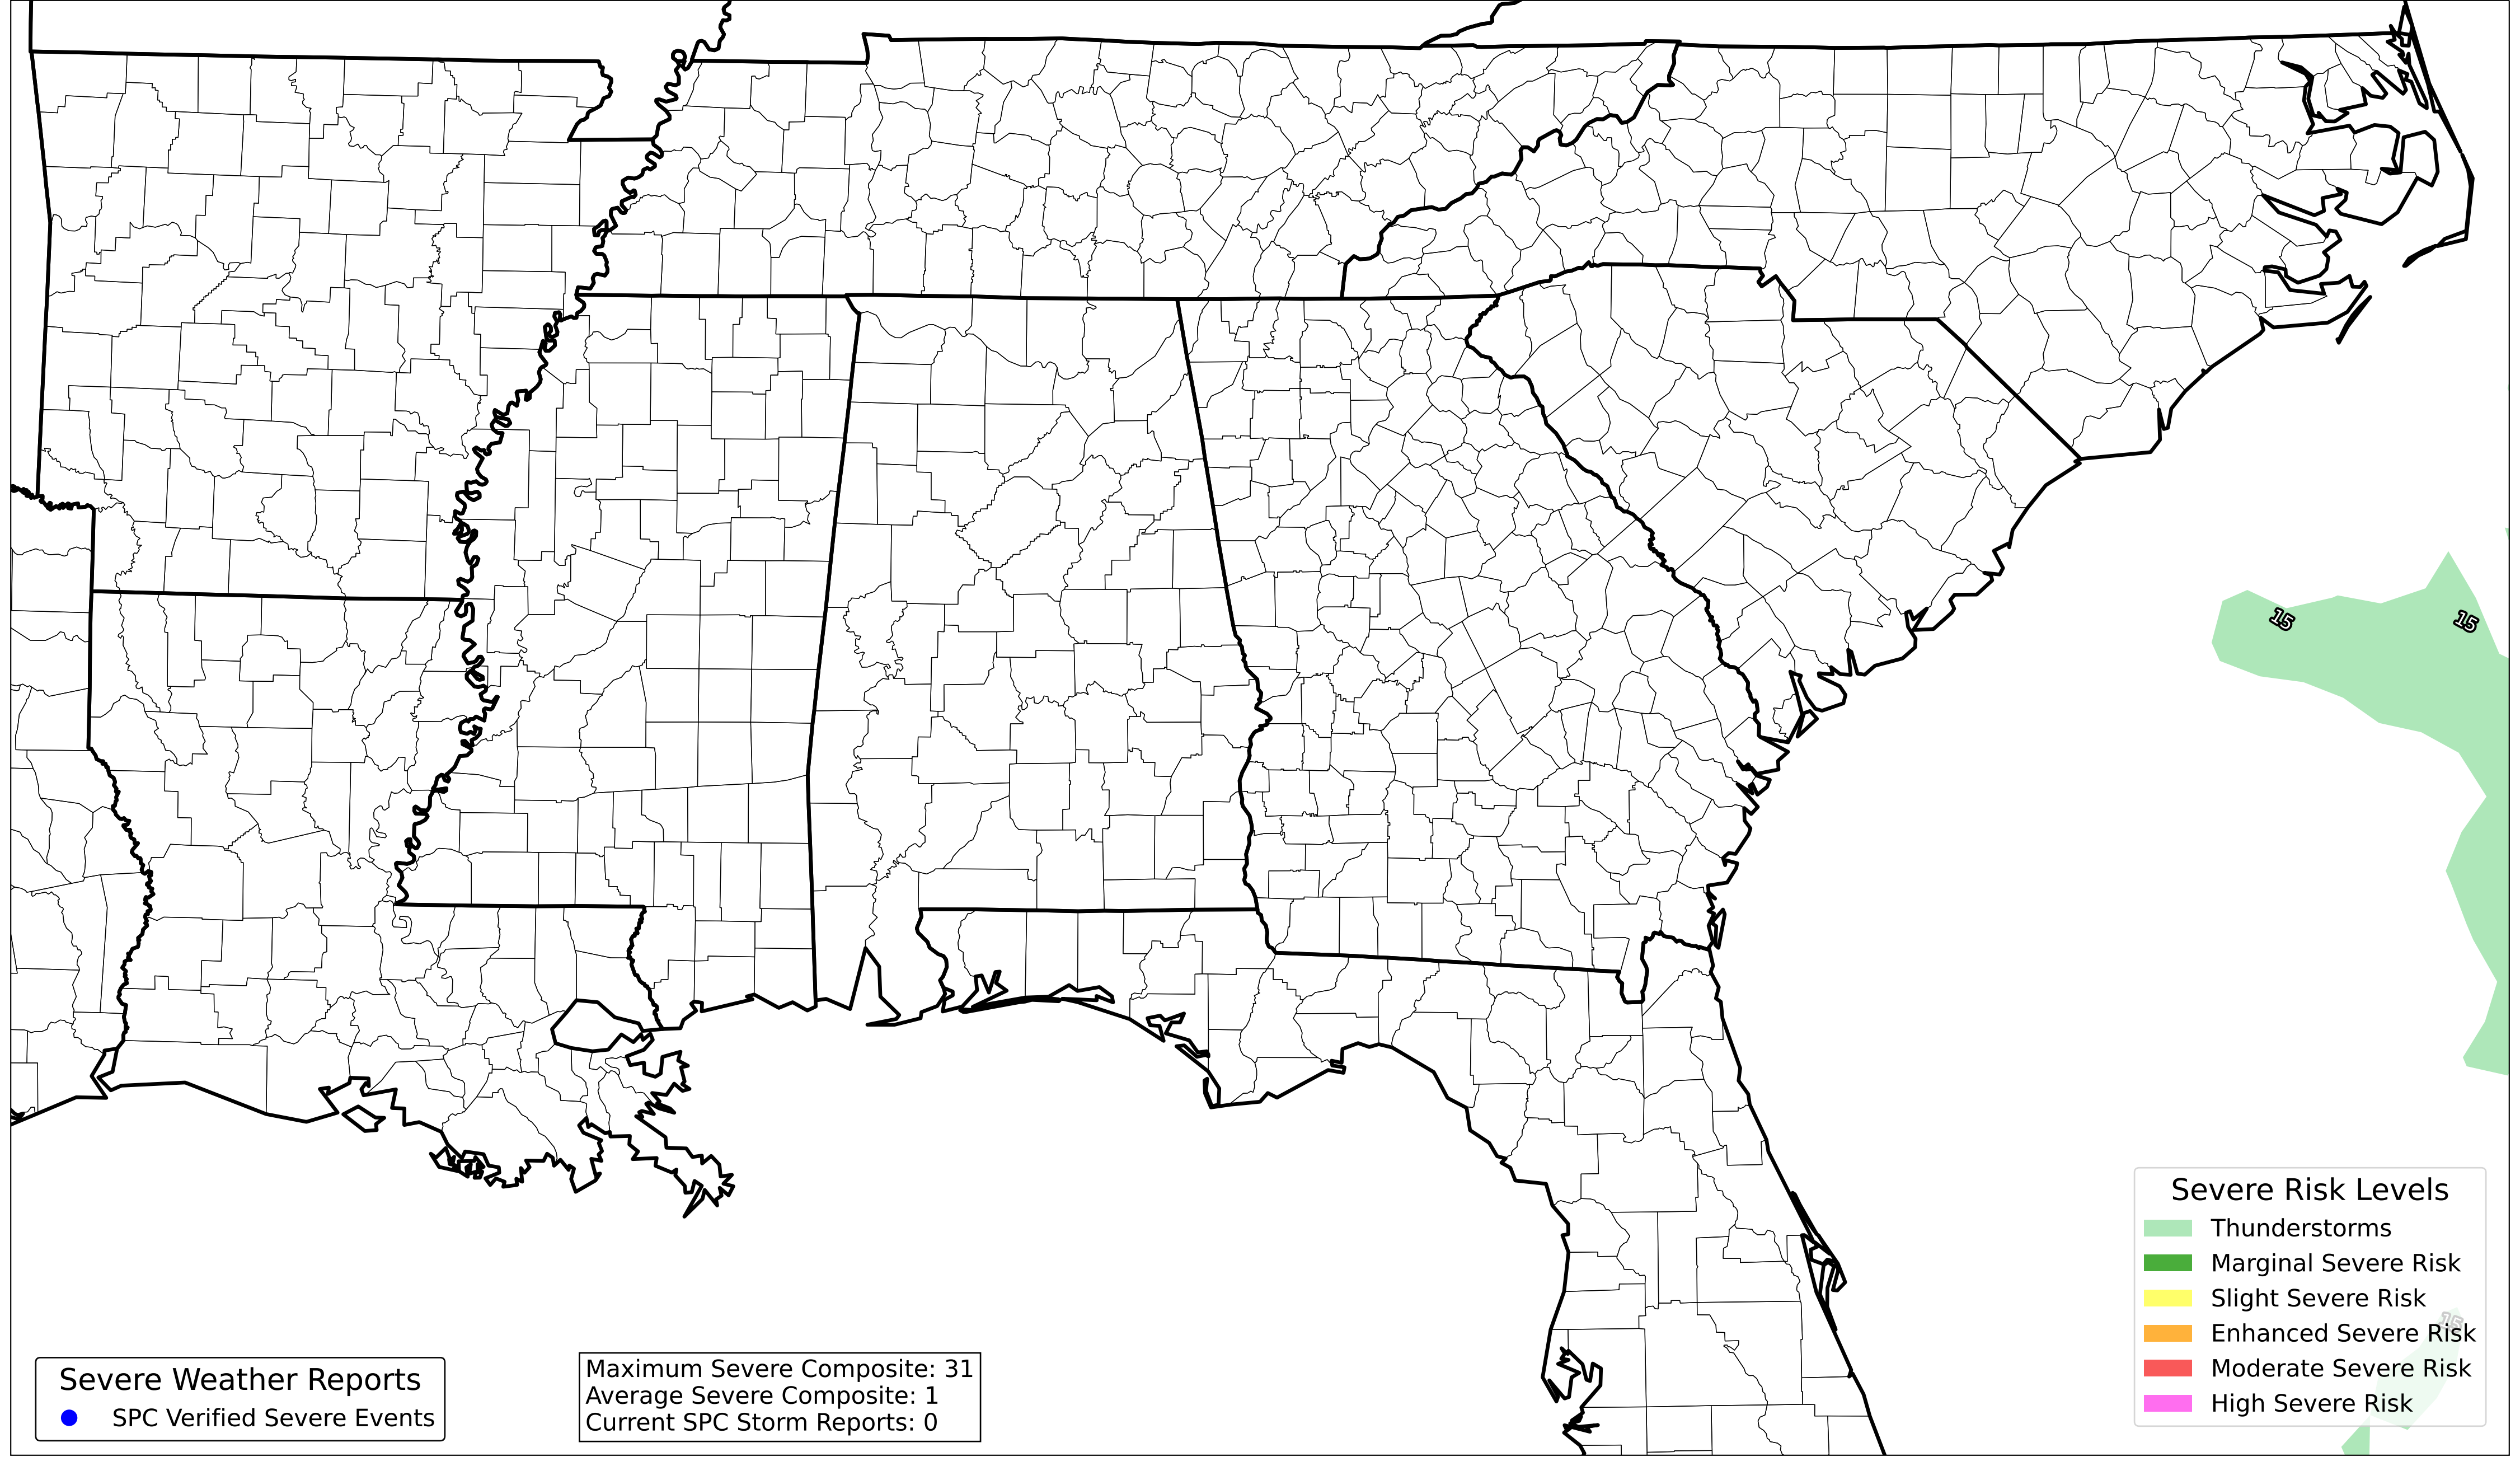 15
15
Severe Risk Levels
Thunderstorms
Marginal Severe Risk
Slight Severe Risk
15
Enhanced Severe Risk
Moderate Severe Risk
High Severe Risk
Severe Weather Reports
SPC Verified Severe Events
Maximum Severe Composite: 31
Average Severe Composite: 1
Current SPC Storm Reports: 0